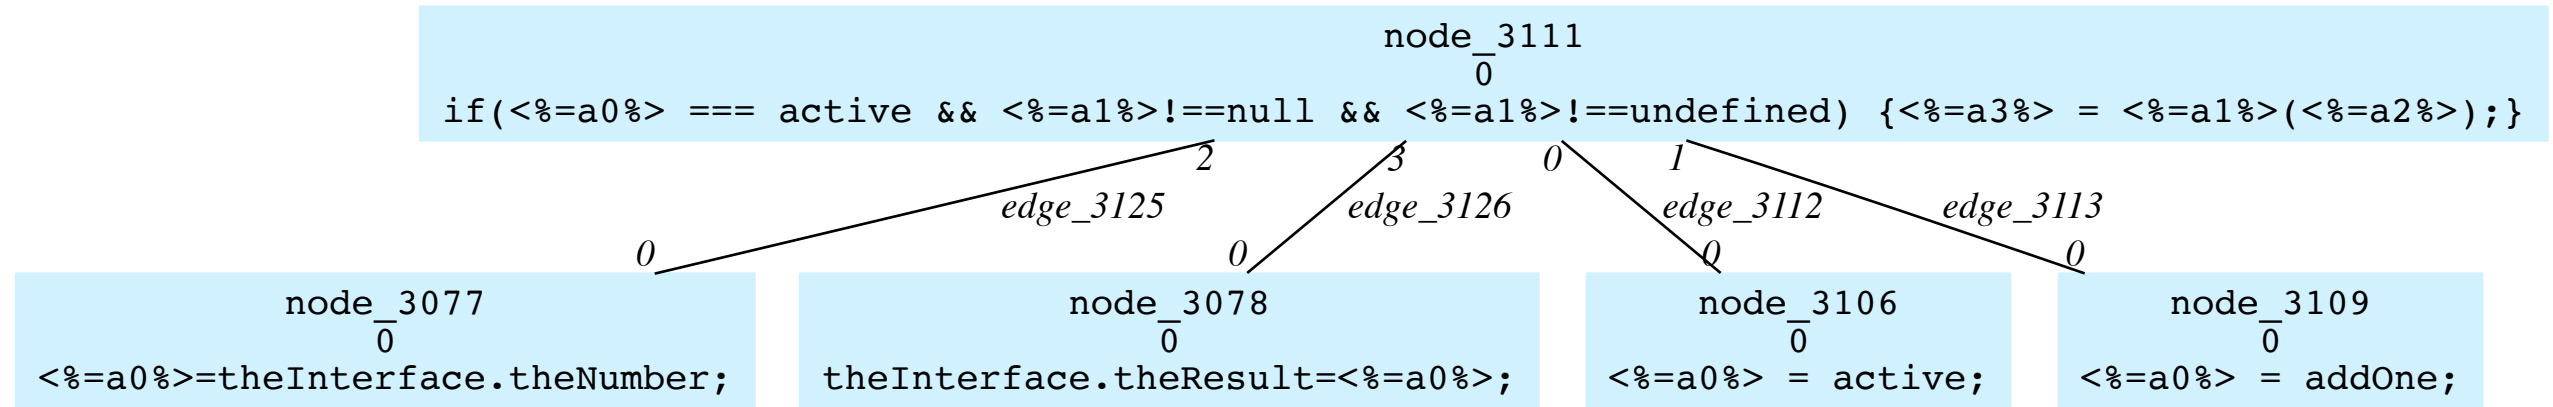 node_3111
0
if(<%=a0%> === active && <%=a1%>!==null && <%=a1%>!==undefined) {<%=a3%> = <%=a1%>(<%=a2%>);}
2 3 0 1
edge_3125 edge_3126 edge_3112 edge_3113
0 0 0 0
node_3077
0
<%=a0%>=theInterface.theNumber;
node_3078
0
theInterface.theResult=<%=a0%>;
node_3106
0
<%=a0%> = active;
node_3109
0
<%=a0%> = addOne;